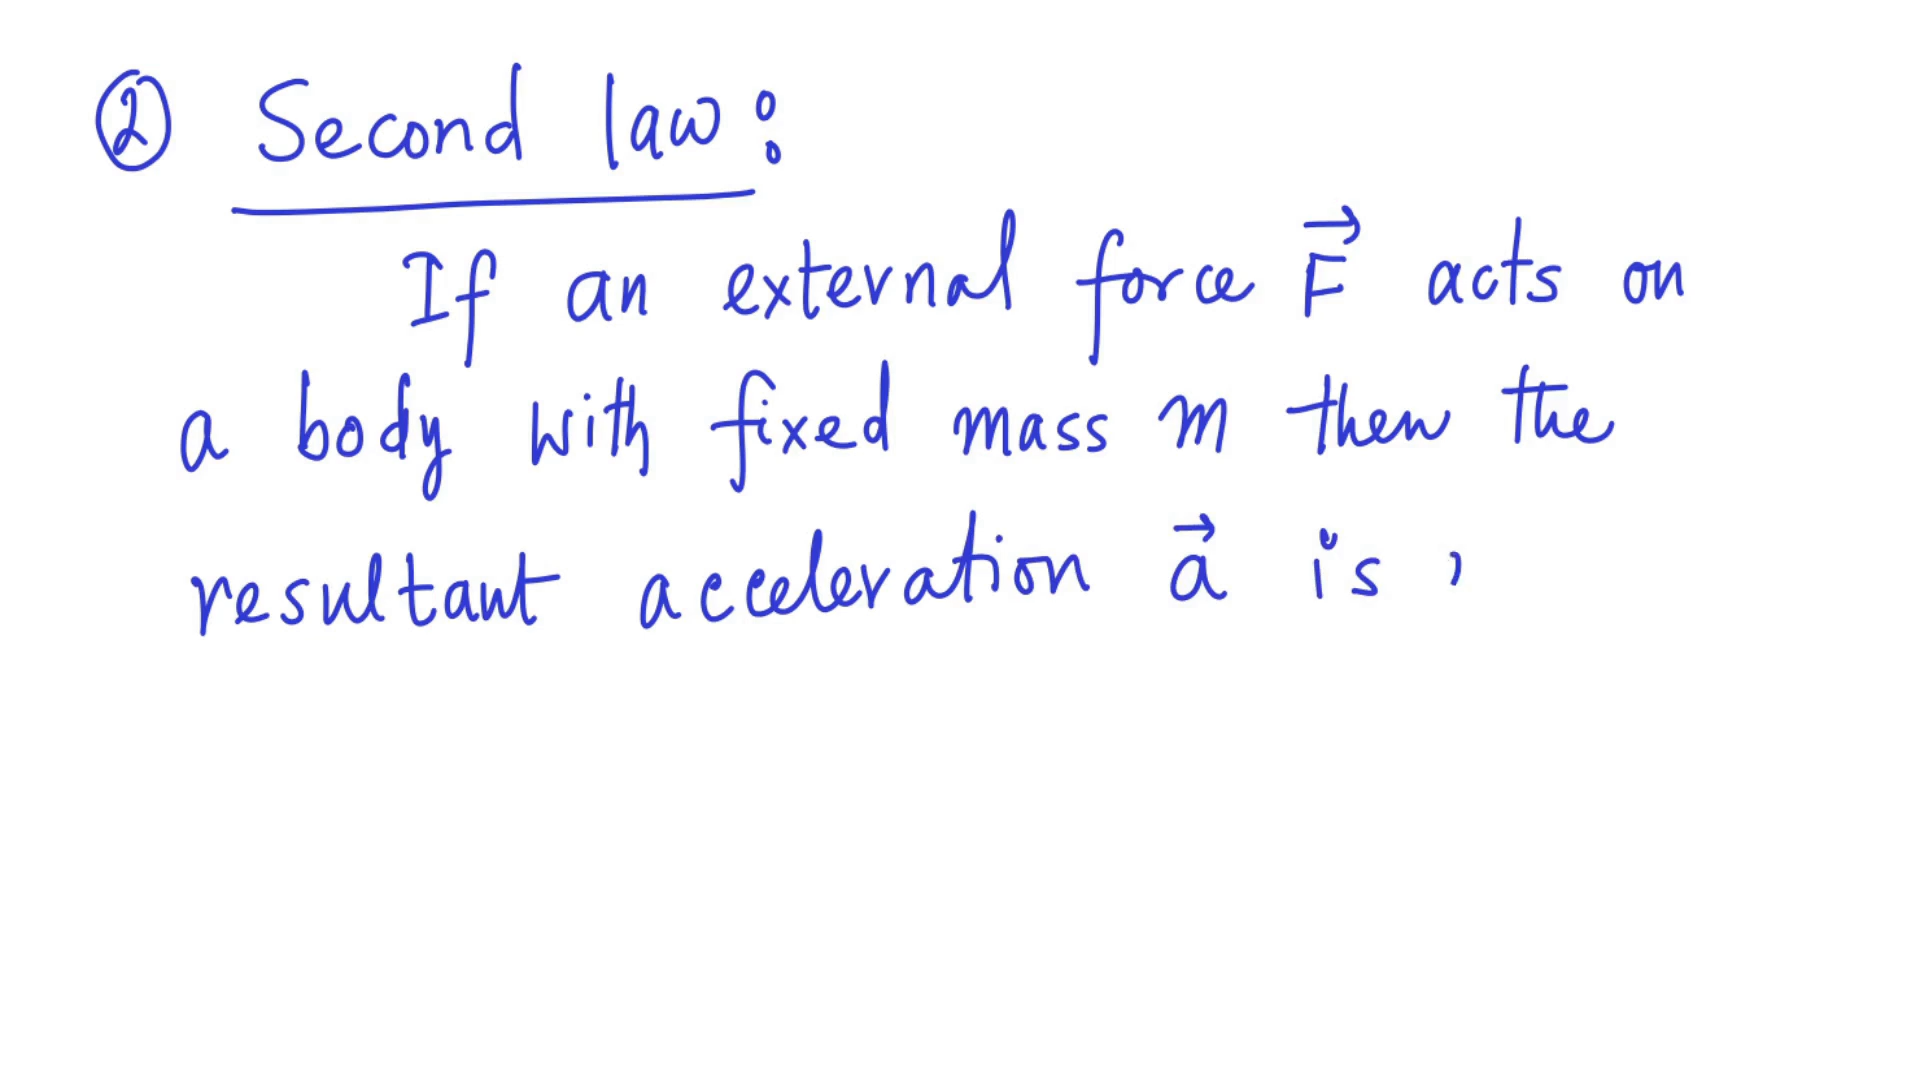 ② Second law:
If an external force F⃗ acts on
a body with fixed mass m then the
resultant acceleration a⃗ is,